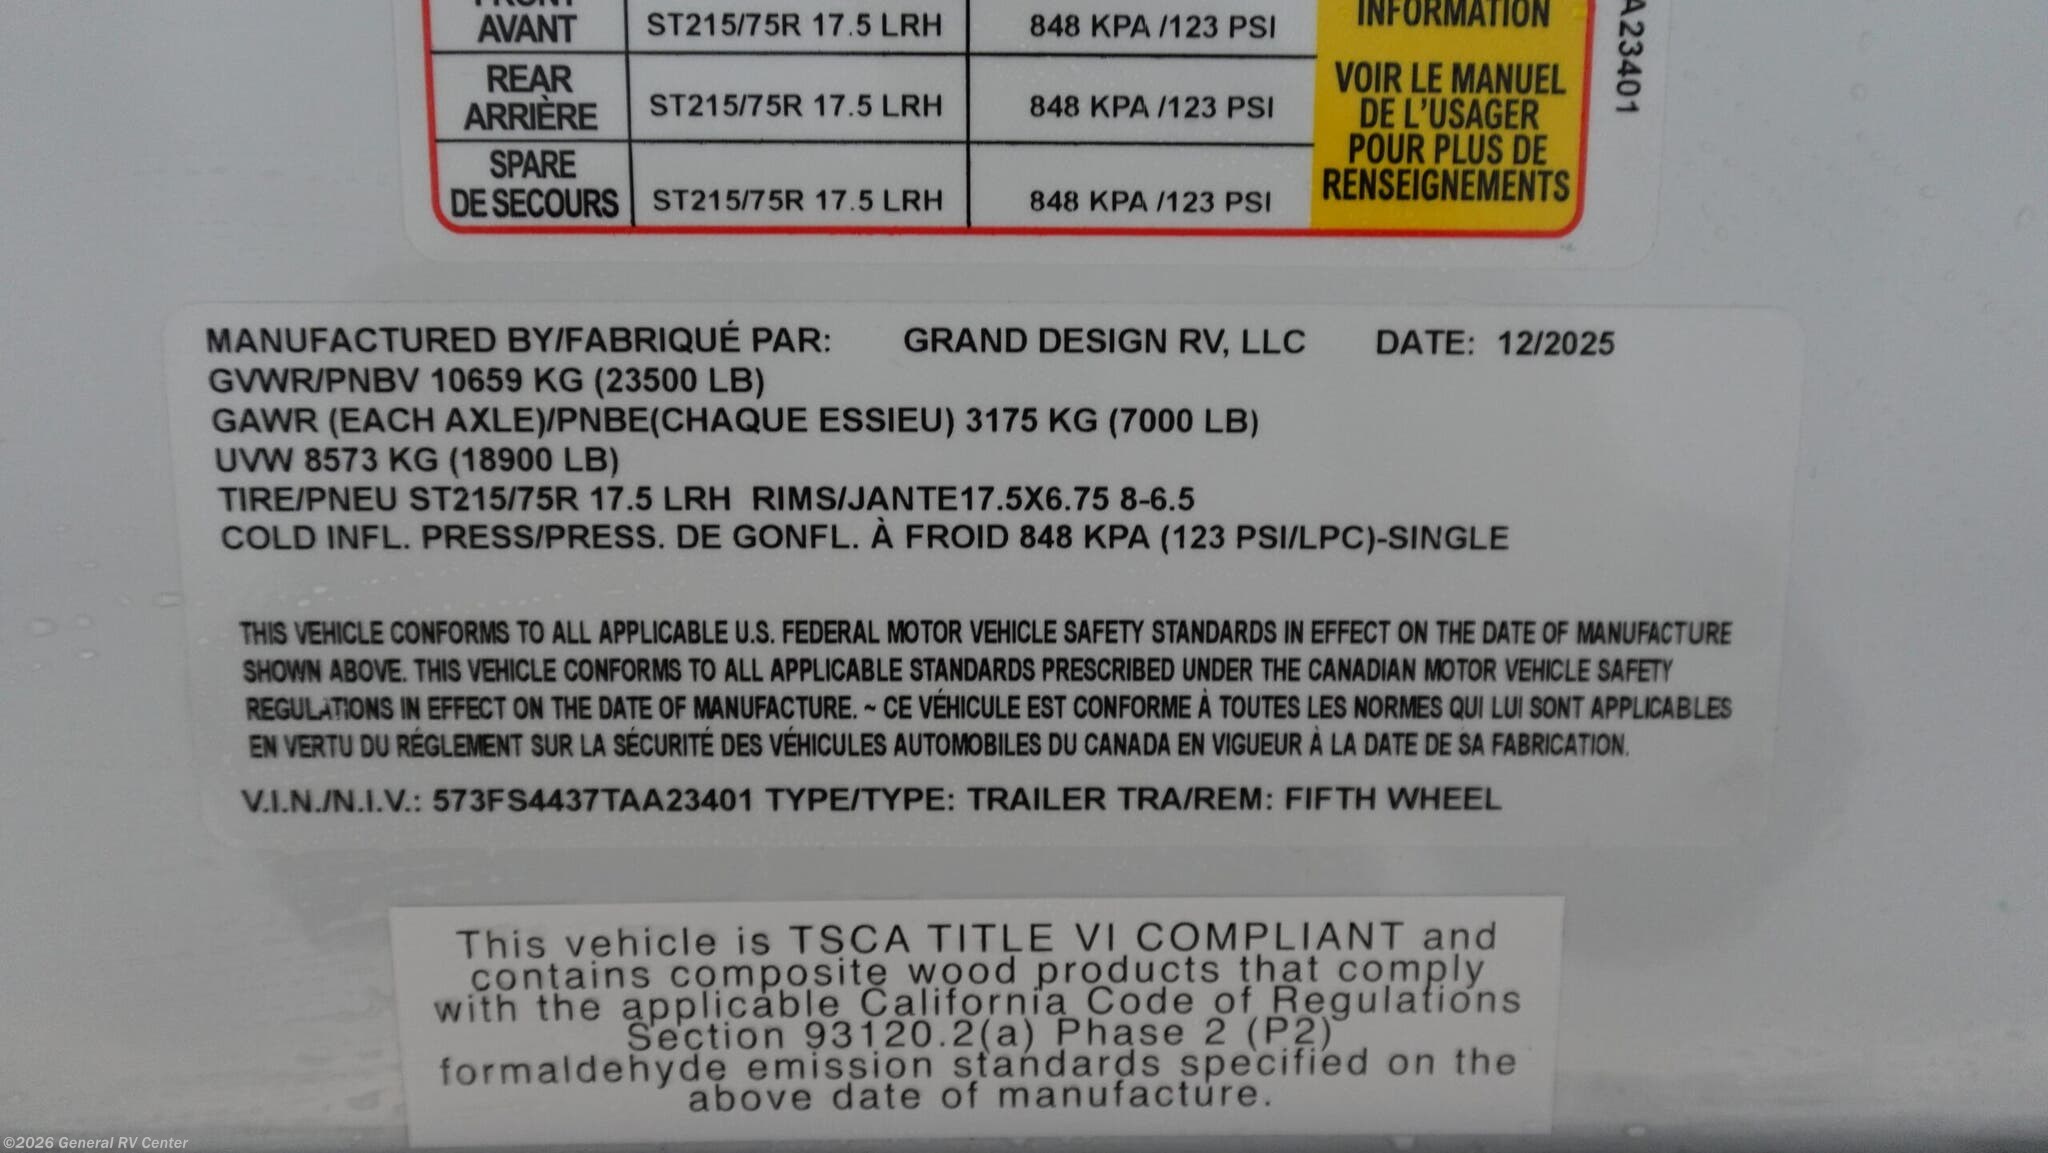 FRONT
AVANT ST215/75R 17.5 LRH 848 KPA /123 PSI
REAR
ARRIÈRE ST215/75R 17.5 LRH 848 KPA /123 PSI
SPARE
DE SECOURS ST215/75R 17.5 LRH 848 KPA /123 PSI
INFORMATION
VOIR LE MANUEL
DE L'USAGER
POUR PLUS DE
RENSEIGNEMENTS
A23401
MANUFACTURED BY/FABRIQUÉ PAR: GRAND DESIGN RV, LLC DATE: 12/2025
GVWR/PNBV 10659 KG (23500 LB)
GAWR (EACH AXLE)/PNBE(CHAQUE ESSIEU) 3175 KG (7000 LB)
UVW 8573 KG (18900 LB)
TIRE/PNEU ST215/75R 17.5 LRH RIMS/JANTE17.5X6.75 8-6.5
COLD INFL. PRESS/PRESS. DE GONFL. À FROID 848 KPA (123 PSI/LPC)-SINGLE
THIS VEHICLE CONFORMS TO ALL APPLICABLE U.S. FEDERAL MOTOR VEHICLE SAFETY STANDARDS IN EFFECT ON THE DATE OF MANUFACTURE
SHOWN ABOVE. THIS VEHICLE CONFORMS TO ALL APPLICABLE STANDARDS PRESCRIBED UNDER THE CANADIAN MOTOR VEHICLE SAFETY
REGULATIONS IN EFFECT ON THE DATE OF MANUFACTURE. ~ CE VÉHICULE EST CONFORME À TOUTES LES NORMES QUI LUI SONT APPLICABLES
EN VERTU DU RÉGLEMENT SUR LA SÉCURITÉ DES VÉHICULES AUTOMOBILES DU CANADA EN VIGUEUR À LA DATE DE SA FABRICATION.
V.I.N./N.I.V.: 573FS4437TAA23401 TYPE/TYPE: TRAILER TRA/REM: FIFTH WHEEL
This vehicle is TSCA TITLE VI COMPLIANT and
contains composite wood products that comply
with the applicable California Code of Regulations
Section 93120.2(a) Phase 2 (P2)
formaldehyde emission standards specified on the
above date of manufacture.
©2026 General RV Center